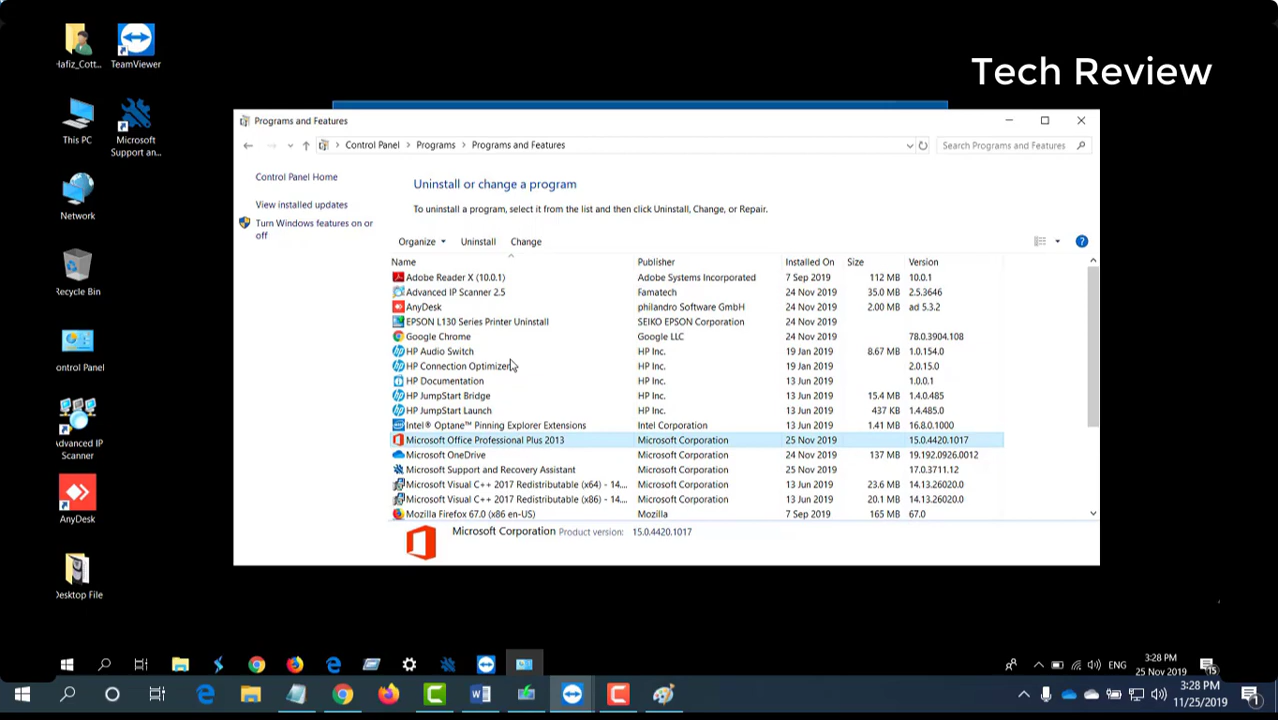 Hafiz_Cott...
TeamViewer
Tech Review
This PC
Microsoft
Support an...
Network
Recycle Bin
ontrol Panel
Advanced IP
Scanner
AnyDesk
Desktop File
Programs and Features
Control Panel > Programs > Programs and Features
Search Programs and Features
Control Panel Home
View installed updates
Turn Windows features on or
off
Uninstall or change a program
To uninstall a program, select it from the list and then click Uninstall, Change, or Repair.
Organize Uninstall Change
Name Publisher Installed On Size Version
Adobe Reader X (10.0.1) Adobe Systems Incorporated 7 Sep 2019 112 MB 10.0.1
Advanced IP Scanner 2.5 Famatech 24 Nov 2019 35.0 MB 2.5.3646
AnyDesk philandro Software GmbH 24 Nov 2019 2.00 MB ad 5.3.2
EPSON L130 Series Printer Uninstall SEIKO EPSON Corporation 24 Nov 2019
Google Chrome Google LLC 24 Nov 2019 78.0.3904.108
HP Audio Switch HP Inc. 19 Jan 2019 8.67 MB 1.0.154.0
HP Connection Optimizer HP Inc. 19 Jan 2019 2.0.15.0
HP Documentation HP Inc. 13 Jun 2019 1.0.0.1
HP JumpStart Bridge HP Inc. 13 Jun 2019 15.4 MB 1.4.0.485
HP JumpStart Launch HP Inc. 13 Jun 2019 437 KB 1.4.485.0
Intel® Optane™ Pinning Explorer Extensions Intel Corporation 13 Jun 2019 1.41 MB 16.8.0.1000
Microsoft Office Professional Plus 2013 Microsoft Corporation 25 Nov 2019 15.0.4420.1017
Microsoft OneDrive Microsoft Corporation 24 Nov 2019 137 MB 19.192.0926.0012
Microsoft Support and Recovery Assistant Microsoft Corporation 25 Nov 2019 17.0.3711.12
Microsoft Visual C++ 2017 Redistributable (x64) - 14.... Microsoft Corporation 13 Jun 2019 23.6 MB 14.13.26020.0
Microsoft Visual C++ 2017 Redistributable (x86) - 14.... Microsoft Corporation 13 Jun 2019 20.1 MB 14.13.26020.0
Mozilla Firefox 67.0 (x86 en-US) Mozilla 7 Sep 2019 165 MB 67.0
Microsoft Corporation Product version: 15.0.4420.1017
ENG
3:28 PM
25 Nov 2019
15
3:28 PM
11/25/2019
1